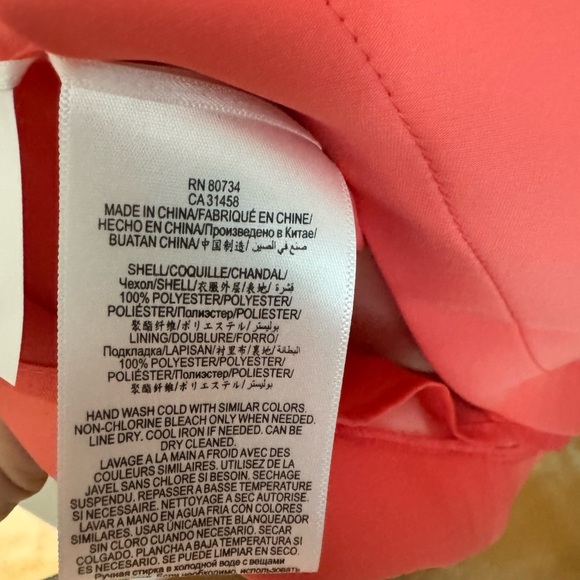 RN 80734
CA 31458
MADE IN CHINA/FABRIQUÉ EN CHINE/
HECHO EN CHINA/Произведено в Китае/
BUATAN CHINA/中国制造/صنع في الصين/
SHELL/COQUILLE/CHANDAL/
Чехол/SHELL/衣服外层/表地/قشرة/
100% POLYESTER/POLYESTER/
POLIÉSTER/Полиэстер/POLIESTER/
聚酯纤维/ポリエステル/بوليستر/
LINING/DOUBLURE/FORRO/
Подкладка/LAPISAN/衬里布/裏地/البطانة/
100% POLYESTER/POLYESTER/
POLIÉSTER/Полиэстер/POLIESTER/
聚酯纤维/ポリエステル/بوليستر/
HAND WASH COLD WITH SIMILAR COLORS.
NON-CHLORINE BLEACH ONLY WHEN NEEDED.
LINE DRY. COOL IRON IF NEEDED. CAN BE
DRY CLEANED.
LAVAGE A LA MAIN A FROID AVEC DES
COULEURS SIMILAIRES. UTILISEZ DE LA
JAVEL SANS CHLORE SI BESOIN. SECHAGE
SUSPENDU. REPASSER A BASSE TEMPERATURE
SI NECESSAIRE. NETTOYAGE A SEC AUTORISE.
LAVAR A MANO EN AGUA FRIA CON COLORES
SIMILARES. USAR ÚNICAMENTE BLANQUEADOR
SIN CLORO CUANDO NECESARIO. SECAR
COLGADO, PLANCHA A BAJA TEMPERATURA SI
ES NECESARIO. SE PUEDE LIMPIAR EN SECO.
Ручная стирка в холодной воде с вещами